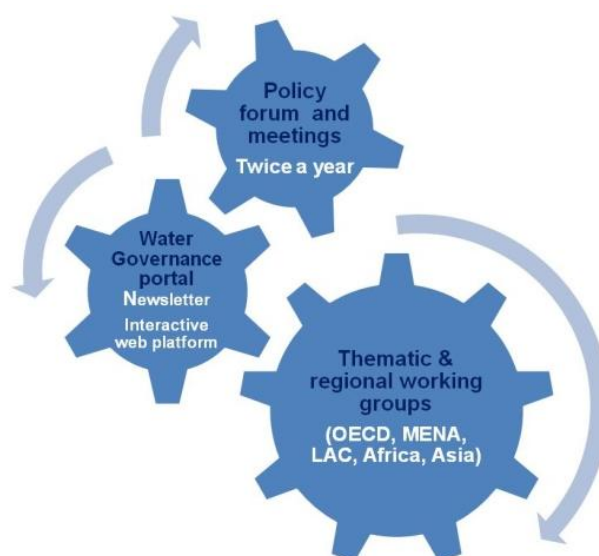 Policy
forum and
meetings
Twice a year
Water
Governance
portal
Newsletter
Interactive
web platform
Thematic &
regional working
groups
(OECD, MENA,
LAC, Africa, Asia)